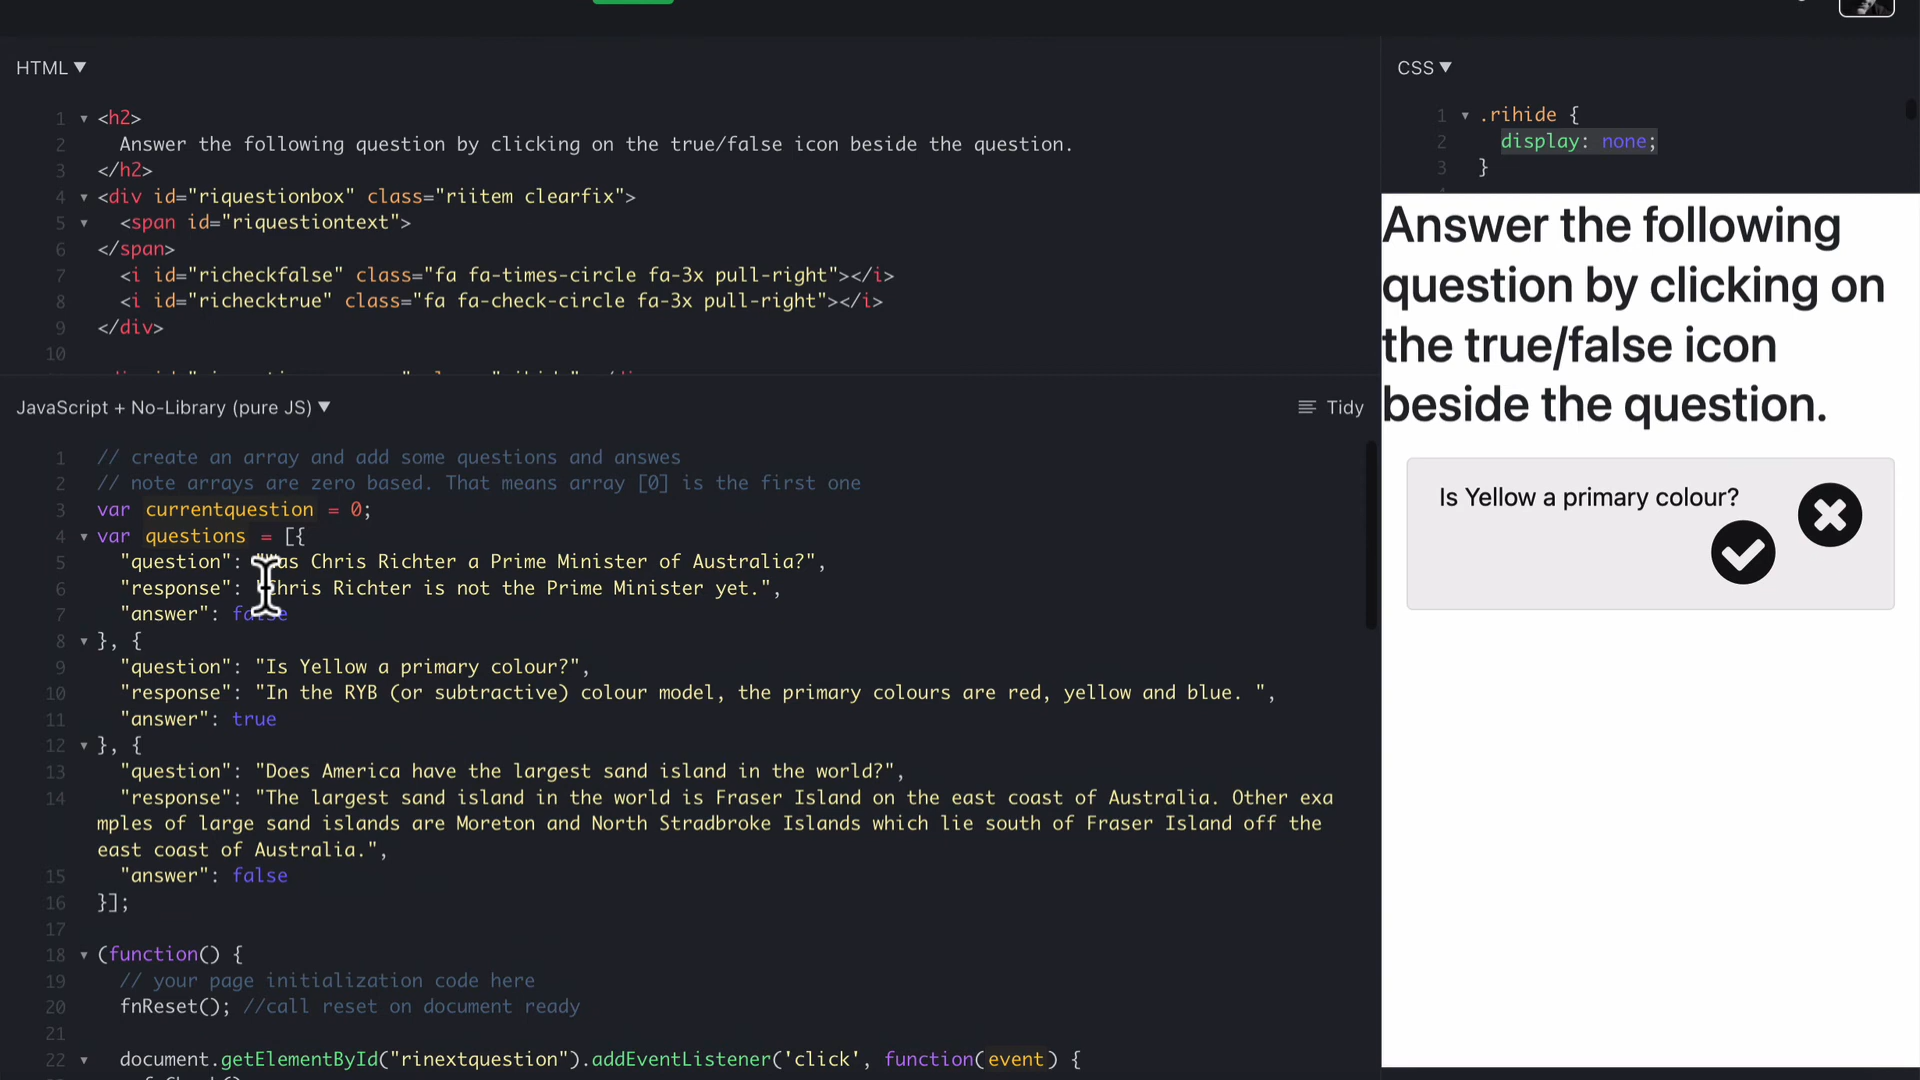 HTML ▼
1 ▾ <h2>
2 Answer the following question by clicking on the true/false icon beside the question.
3 </h2>
4 ▾ <div id="riquestionbox" class="riitem clearfix">
5 ▾ <span id="riquestiontext">
6 </span>
7 <i id="richeckfalse" class="fa fa-times-circle fa-3x pull-right"></i>
8 <i id="richecktrue" class="fa fa-check-circle fa-3x pull-right"></i>
9 </div>
10
JavaScript + No-Library (pure JS) ▼
Tidy
1 // create an array and add some questions and answes
2 // note arrays are zero based. That means array [0] is the first one
3 var currentquestion = 0;
4 ▾ var questions = [{
5 "question": Chris Richter a Prime Minister of Australia?",
6 "response": "Chris Richter is not the Prime Minister yet.",
7 "answer": false
8 ▾ }, {
9 "question": "Is Yellow a primary colour?",
10 "response": "In the RYB (or subtractive) colour model, the primary colours are red, yellow and blue. ",
11 "answer": true
12 ▾ }, {
13 "question": "Does America have the largest sand island in the world?",
14 "response": "The largest sand island in the world is Fraser Island on the east coast of Australia. Other exa
mples of large sand islands are Moreton and North Stradbroke Islands which lie south of Fraser Island off the
east coast of Australia.",
15 "answer": false
16 }];
17
18 ▾ (function() {
19 // your page initialization code here
20 fnReset(); //call reset on document ready
21
22 ▾ document.getElementById("rinextquestion").addEventListener('click', function(event) {
CSS ▼
1 ▾ .rihide {
2 display: none;
3 }
Answer the following
question by clicking on
the true/false icon
beside the question.
Is Yellow a primary colour?